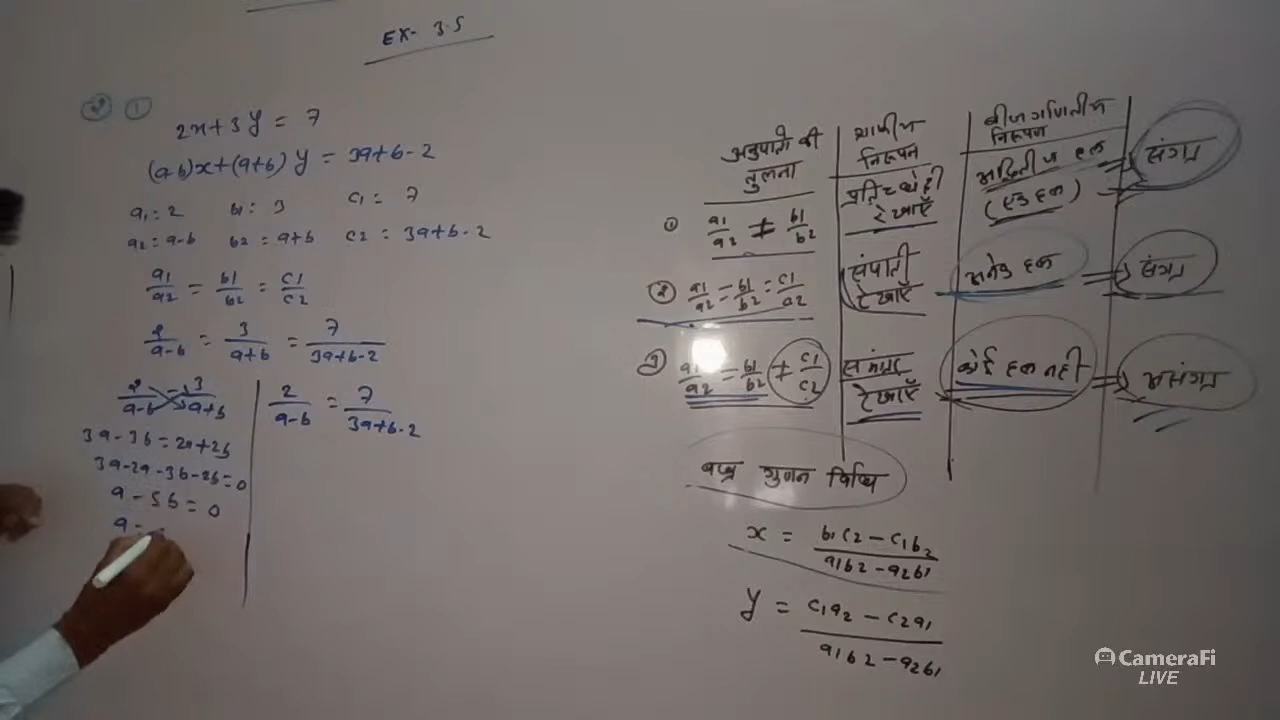 EX- 3.5
2 1
2x+3y = 7
(a-b)x+(a+b)y = 3a+b-2
a1=2 b1= 3 c1= 7
a2=a-b b2=a+b c2= 3a+b-2
a1/a2 = b1/b2 = c1/c2
2/a-b = 3/a+b = 7/3a+b-2
2/a-b = 3/a+b
3a-3b=2a+2b
3a-2a-3b-2b=0
a-5b=0
a=
2/a-b = 7/3a+b-2
अनुपातो की तुलना
ग्राफीय निरूपण
बीजगणितीय निरूपण
① a1/a2 ≠ b1/b2
प्रतिच्छेदी रेखाएँ
अद्वितीय हल
(एक हल)
संगत
② a1/a2 = b1/b2 = c1/a2
संपाती रेखाएँ
अनेक हल
संगत
③ a1/a2 = b1/b2 ≠ c1/c2
समांतर रेखाएँ
कोई हल नही
असंगत
बज्र गुणन विधि
x = b1c2-c1b2/a1b2-a2b1
y = c1a2-c2a1/a1b2-a2b1
CameraFi
LIVE